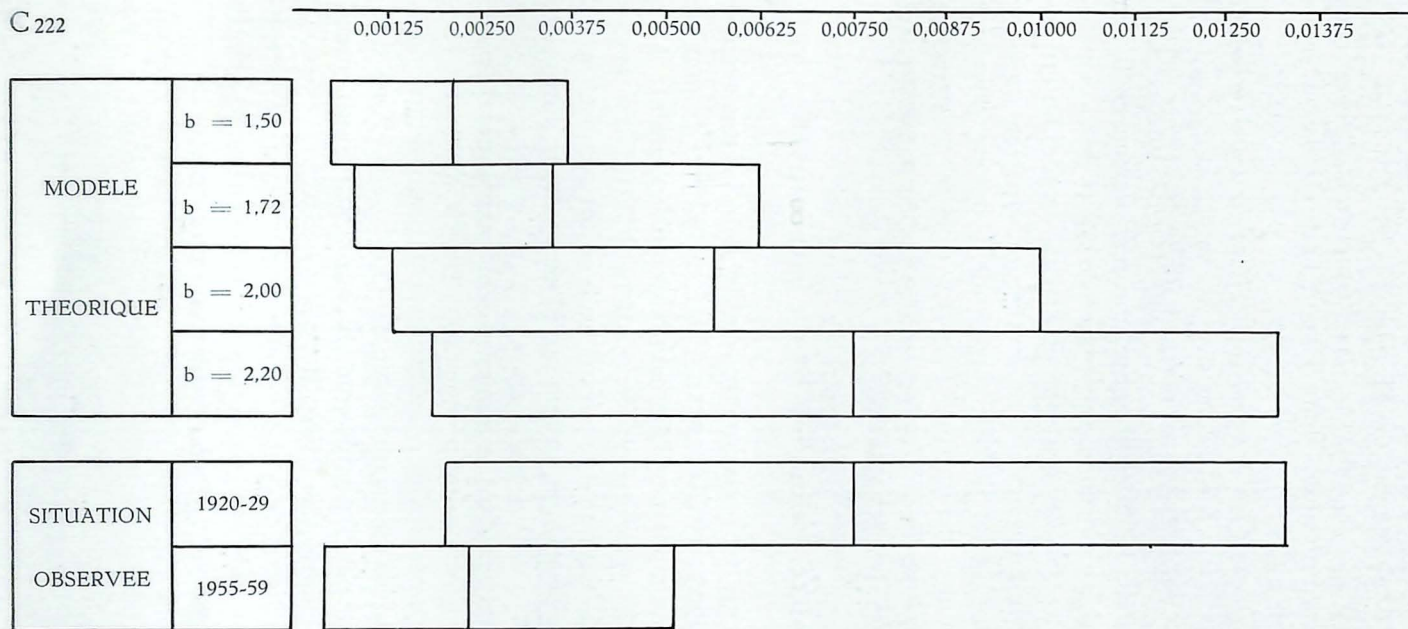 C 222
0,00125 0,00250 0,00375 0,00500 0,00625 0,00750 0,00875 0,01000 0,01125 0,01250 0,01375
MODELE
THEORIQUE
b = 1,50
b = 1,72
b = 2,00
b = 2,20
SITUATION
OBSERVEE
1920-29
1955-59